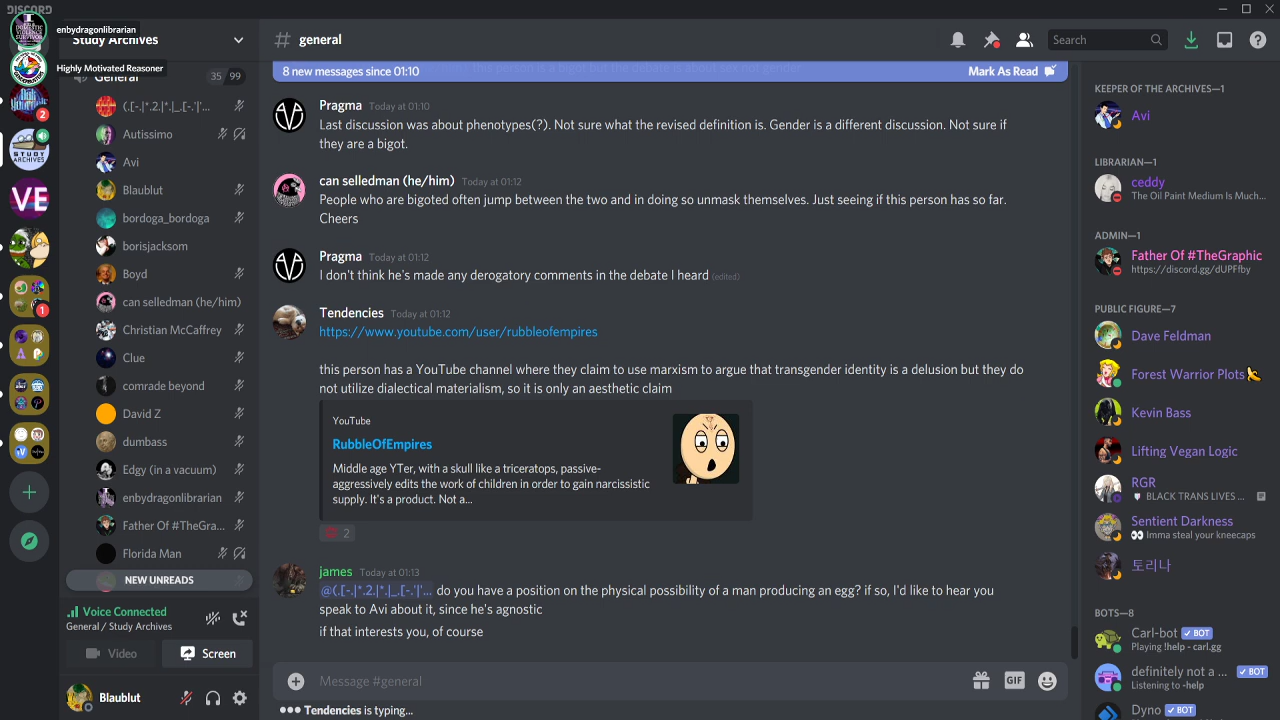 DISCORD
enbydragonlibrarian
Study Archives
Highly Motivated Reasoner
General
35 99
(.[-.|*.2.|*.|_.[-.'|'...
Autissimo
Avi
Blaublut
bordoga_bordoga
borisjacksom
Boyd
can selledman (he/him)
Christian McCaffrey
Clue
comrade beyond
David Z
dumbass
Edgy (in a vacuum)
enbydragonlibrarian
Father Of #TheGra...
Florida Man
NEW UNREADS
Voice Connected
General / Study Archives
Video
Screen
Blaublut
2
STUDY
ARCHIVES
VE
1
# general
Search
8 new messages since 01:10
Mark As Read
Pragma Today at 01:10
Last discussion was about phenotypes(?). Not sure what the revised definition is. Gender is a different discussion. Not sure if
they are a bigot.
can selledman (he/him) Today at 01:12
People who are bigoted often jump between the two and in doing so unmask themselves. Just seeing if this person has so far.
Cheers
Pragma Today at 01:12
I don't think he's made any derogatory comments in the debate I heard (edited)
Tendencies Today at 01:12
https://www.youtube.com/user/rubbleofempires
this person has a YouTube channel where they claim to use marxism to argue that transgender identity is a delusion but they do
not utilize dialectical materialism, so it is only an aesthetic claim
YouTube
RubbleOfEmpires
Middle age YTer, with a skull like a triceratops, passive-
aggressively edits the work of children in order to gain narcissistic
supply. It's a product. Not a...
2
james Today at 01:13
@(.[-.|*.2.|*.|_.[-.'|'... do you have a position on the physical possibility of a man producing an egg? if so, I'd like to hear you
speak to Avi about it, since he's agnostic
if that interests you, of course
Message #general
GIF
Tendencies is typing...
KEEPER OF THE ARCHIVES—1
Avi
LIBRARIAN—1
ceddy
The Oil Paint Medium Is Much...
ADMIN—1
Father Of #TheGraphic
https://discord.gg/dUPFfby
PUBLIC FIGURE—7
Dave Feldman
Forest Warrior Plots
Kevin Bass
Lifting Vegan Logic
RGR
BLACK TRANS LIVES ...
Sentient Darkness
Imma steal your kneecaps
토리나
BOTS—8
Carl-bot BOT
Playing !help - carl.gg
definitely not a ... BOT
Listening to -help
Dyno BOT